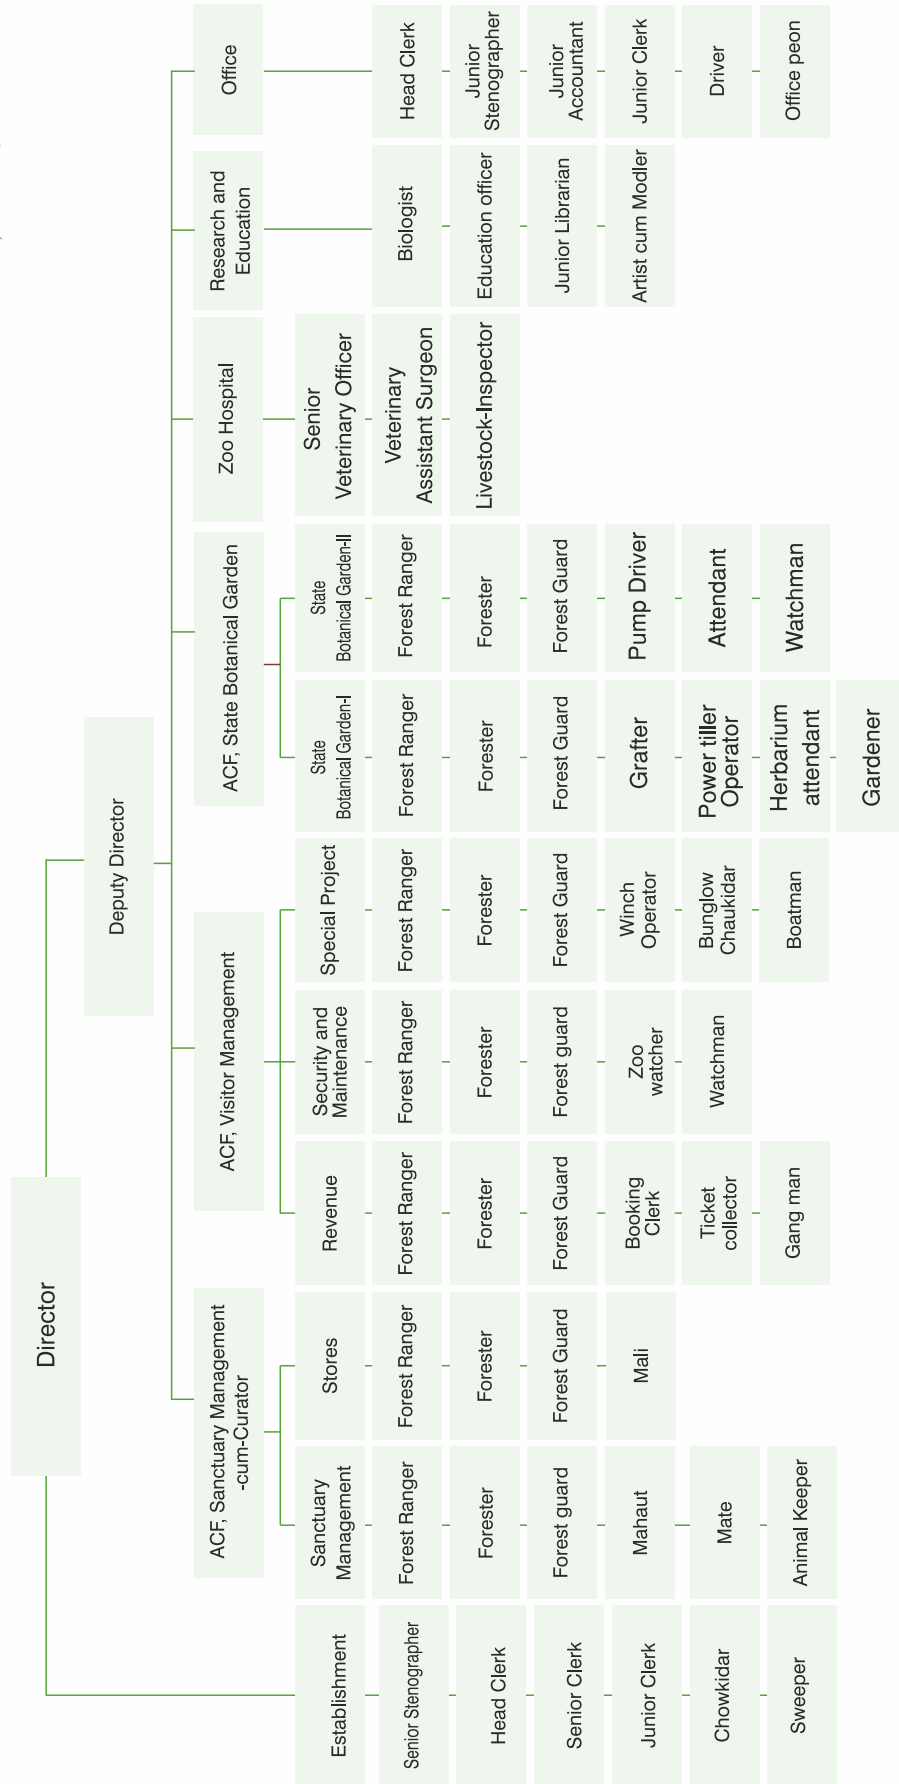 Director
Deputy Director
ACF, Sanctuary Management
-cum-Curator
ACF, Visitor Management
ACF, State Botanical Garden
Zoo Hospital
Research and
Education
Office
Establishment
Senior Stenographer
Head Clerk
Senior Clerk
Junior Clerk
Chowkidar
Sweeper
Sanctuary
Management
Forest Ranger
Forester
Forest guard
Mahaut
Mate
Animal Keeper
Stores
Forest Ranger
Forester
Forest Guard
Mali
Revenue
Forest Ranger
Forester
Forest Guard
Booking
Clerk
Ticket
collector
Gang man
Security and
Maintenance
Forest Ranger
Forester
Forest guard
Zoo
watcher
Watchman
Special Project
Forest Ranger
Forester
Forest Guard
Winch
Operator
Bunglow
Chaukidar
Boatman
State
Botanical Garden-I
Forest Ranger
Forester
Forest Guard
Grafter
Power tiller
Operator
Herbarium
attendant
Gardener
State
Botanical Garden-II
Forest Ranger
Forester
Forest Guard
Pump Driver
Attendant
Watchman
Senior
Veterinary Officer
Veterinary
Assistant Surgeon
Livestock-Inspector
Biologist
Education officer
Junior Librarian
Artist cum Modler
Head Clerk
Junior
Stenographer
Junior
Accountant
Junior Clerk
Driver
Office peon